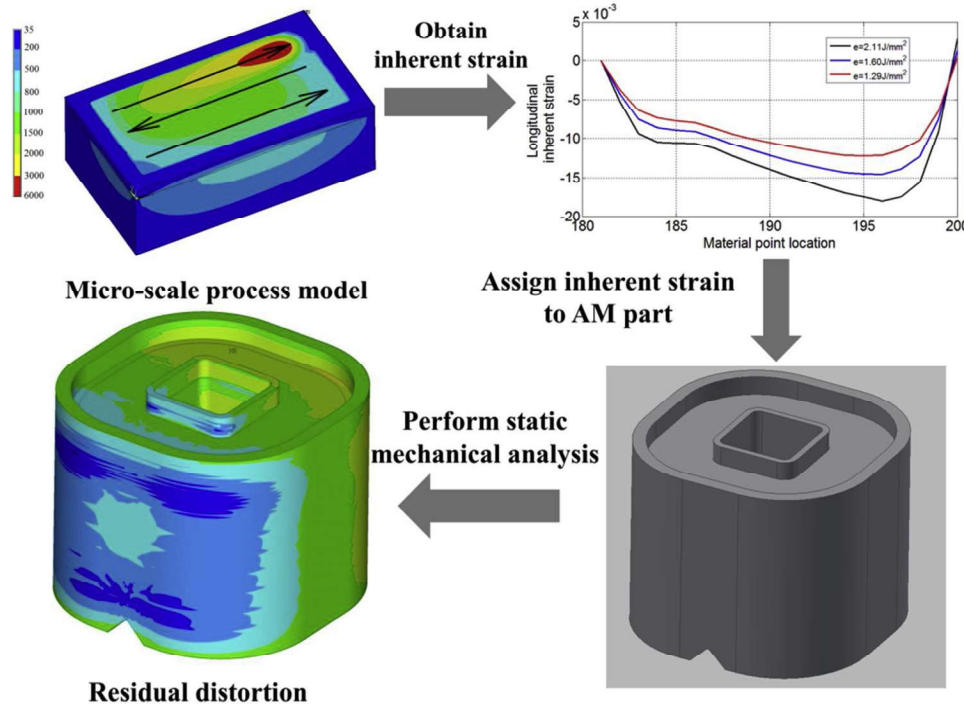 35
200
500
800
1000
1500
2000
3000
6000
Obtain
inherent strain
×10⁻³
5
0
-5
-10
-15
-20
180
185
190
195
200
Longitudinal
inherent strain
Material point location
e=2.11J/mm²
e=1.60J/mm²
e=1.29J/mm²
Micro-scale process model
Assign inherent strain
to AM part
Perform static
mechanical analysis
Residual distortion